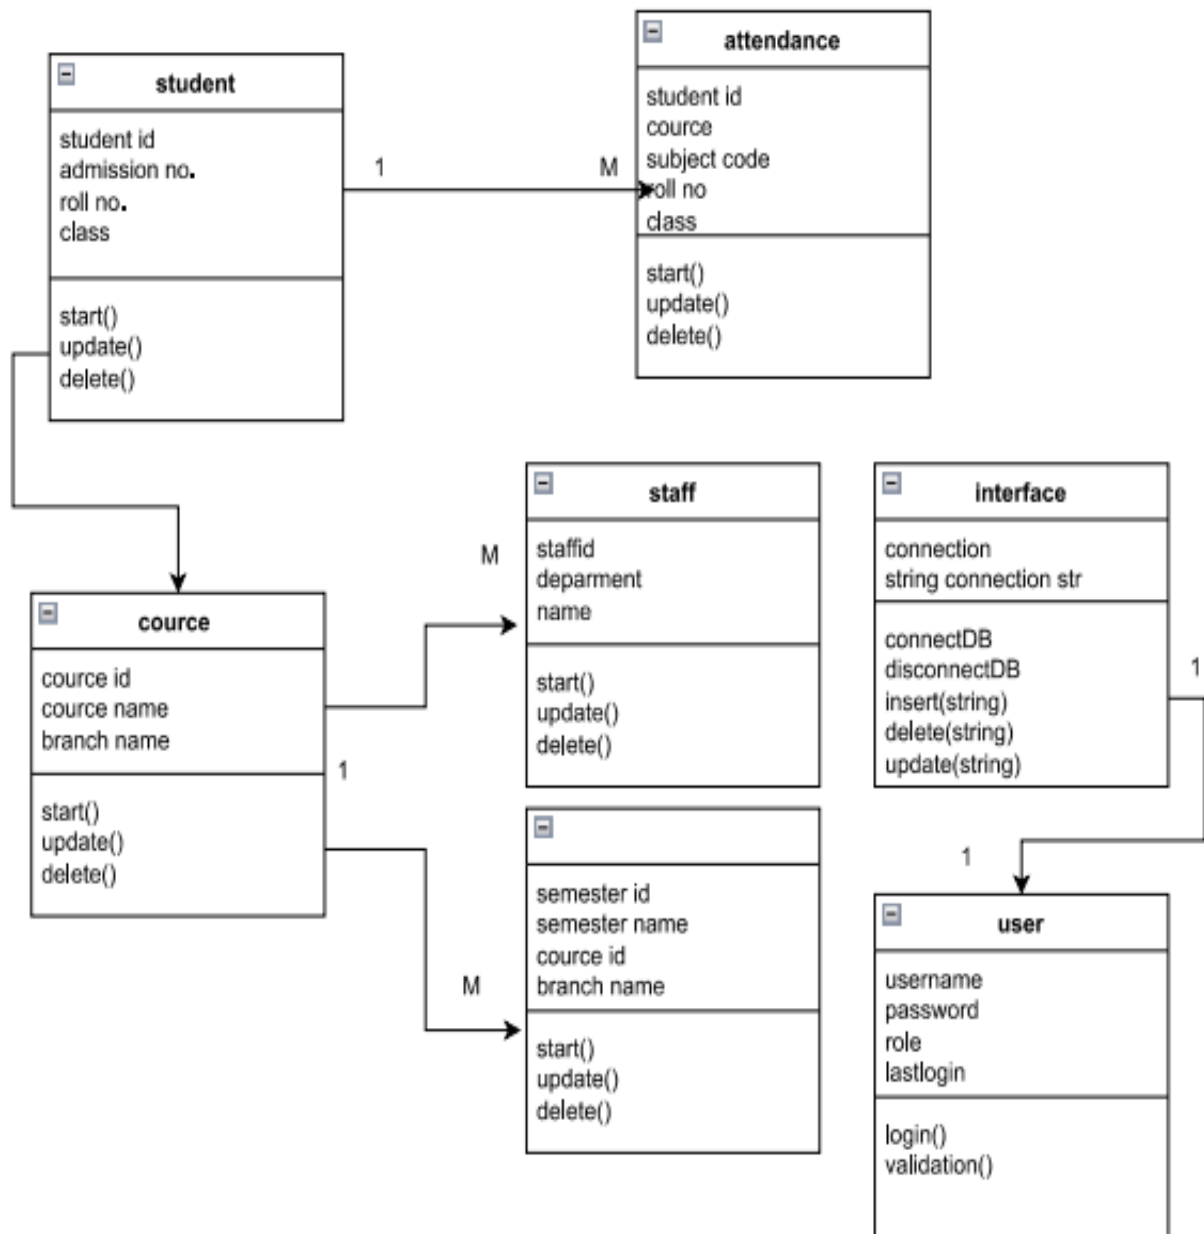 student
student id
admission no.
roll no.
class
start()
update()
delete()
1
M
attendance
student id
cource
subject code
roll no
class
start()
update()
delete()
cource
cource id
cource name
branch name
start()
update()
delete()
1
M
staff
staffid
deparment
name
start()
update()
delete()
M
semester id
semester name
cource id
branch name
start()
update()
delete()
interface
connection
string connection str
connectDB
disconnectDB
insert(string)
delete(string)
update(string)
1
1
user
username
password
role
lastlogin
login()
validation()